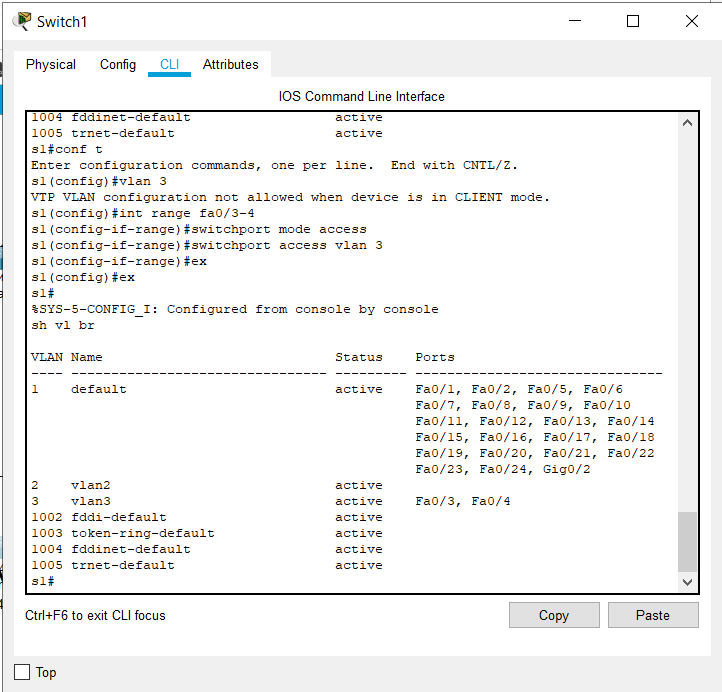 Switch1
Physical Config CLI Attributes
IOS Command Line Interface
1004 fddinet-default active
1005 trnet-default active
s1#conf t
Enter configuration commands, one per line. End with CNTL/Z.
s1(config)#vlan 3
VTP VLAN configuration not allowed when device is in CLIENT mode.
s1(config)#int range fa0/3-4
s1(config-if-range)#switchport mode access
s1(config-if-range)#switchport access vlan 3
s1(config-if-range)#ex
s1(config)#ex
s1#
%SYS-5-CONFIG_I: Configured from console by console
sh vl br
VLAN Name Status Ports
---- -------------------------------- --------- -------------------------------
1 default active Fa0/1, Fa0/2, Fa0/5, Fa0/6
Fa0/7, Fa0/8, Fa0/9, Fa0/10
Fa0/11, Fa0/12, Fa0/13, Fa0/14
Fa0/15, Fa0/16, Fa0/17, Fa0/18
Fa0/19, Fa0/20, Fa0/21, Fa0/22
Fa0/23, Fa0/24, Gig0/2
2 vlan2 active
3 vlan3 active Fa0/3, Fa0/4
1002 fddi-default active
1003 token-ring-default active
1004 fddinet-default active
1005 trnet-default active
s1#
Ctrl+F6 to exit CLI focus
Copy Paste
Top